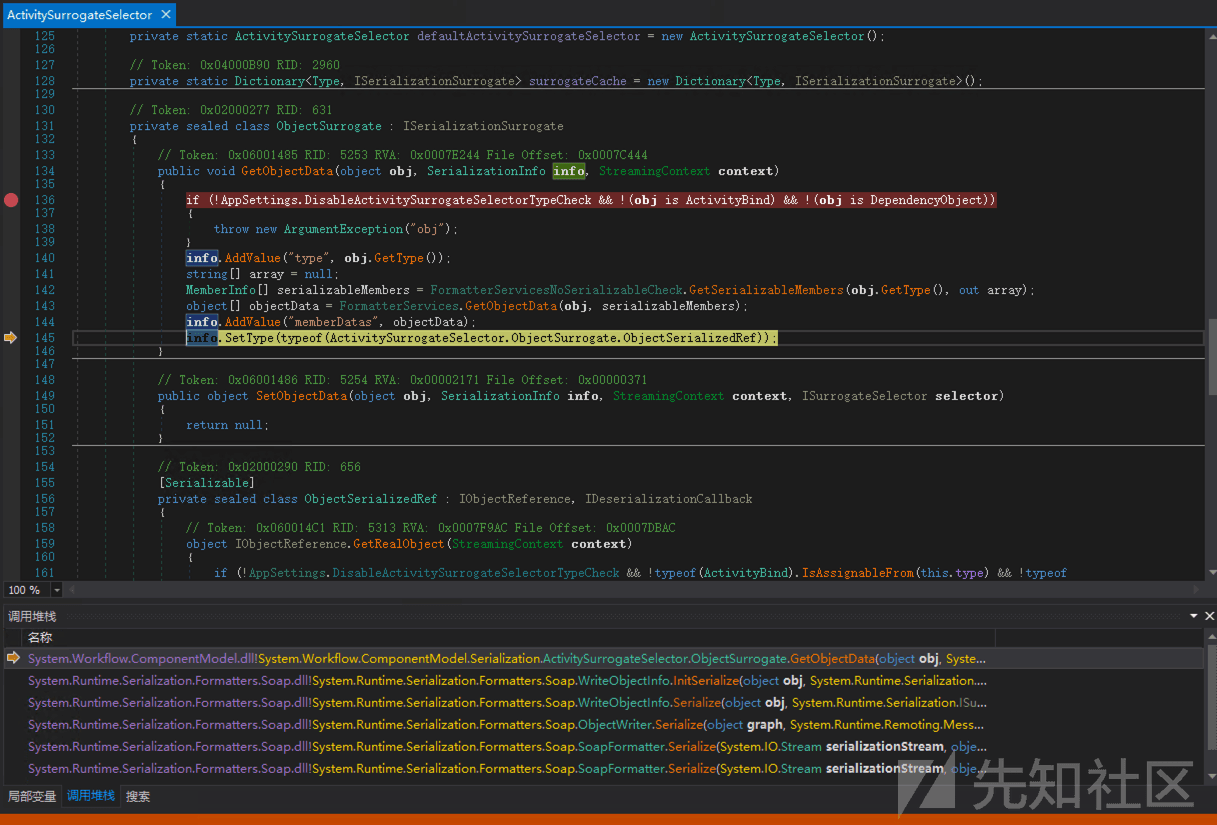 ActivitySurrogateSelector ×
125 private static ActivitySurrogateSelector defaultActivitySurrogateSelector = new ActivitySurrogateSelector();
126
127 // Token: 0x04000B90 RID: 2960
128 private static Dictionary<Type, ISerializationSurrogate> surrogateCache = new Dictionary<Type, ISerializationSurrogate>();
129
130 // Token: 0x02000277 RID: 631
131 private sealed class ObjectSurrogate : ISerializationSurrogate
132 {
133 // Token: 0x06001485 RID: 5253 RVA: 0x0007E244 File Offset: 0x0007C444
134 public void GetObjectData(object obj, SerializationInfo info, StreamingContext context)
135 {
136 if (!AppSettings.DisableActivitySurrogateSelectorTypeCheck && !(obj is ActivityBind) && !(obj is DependencyObject))
137 {
138 throw new ArgumentException("obj");
139 }
140 info.AddValue("type", obj.GetType());
141 string[] array = null;
142 MemberInfo[] serializableMembers = FormatterServicesNoSerializableCheck.GetSerializableMembers(obj.GetType(), out array);
143 object[] objectData = FormatterServices.GetObjectData(obj, serializableMembers);
144 info.AddValue("memberDatas", objectData);
145 info.SetType(typeof(ActivitySurrogateSelector.ObjectSurrogate.ObjectSerializedRef));
146 }
147
148 // Token: 0x06001486 RID: 5254 RVA: 0x00002171 File Offset: 0x00000371
149 public object SetObjectData(object obj, SerializationInfo info, StreamingContext context, ISurrogateSelector selector)
150 {
151 return null;
152 }
153
154 // Token: 0x02000290 RID: 656
155 [Serializable]
156 private sealed class ObjectSerializedRef : IObjectReference, IDeserializationCallback
157 {
158 // Token: 0x060014C1 RID: 5313 RVA: 0x0007F9AC File Offset: 0x0007DBAC
159 object IObjectReference.GetRealObject(StreamingContext context)
160 {
161 if (!AppSettings.DisableActivitySurrogateSelectorTypeCheck && !typeof(ActivityBind).IsAssignableFrom(this.type) && !typeof
100 %
调用堆栈
名称
System.Workflow.ComponentModel.dll!System.Workflow.ComponentModel.Serialization.ActivitySurrogateSelector.ObjectSurrogate.GetObjectData(object obj, Syste...
System.Runtime.Serialization.Formatters.Soap.dll!System.Runtime.Serialization.Formatters.Soap.WriteObjectInfo.InitSerialize(object obj, System.Runtime.Serialization....
System.Runtime.Serialization.Formatters.Soap.dll!System.Runtime.Serialization.Formatters.Soap.WriteObjectInfo.Serialize(object obj, System.Runtime.Serialization.ISu...
System.Runtime.Serialization.Formatters.Soap.dll!System.Runtime.Serialization.Formatters.Soap.ObjectWriter.Serialize(object graph, System.Runtime.Remoting.Mess...
System.Runtime.Serialization.Formatters.Soap.dll!System.Runtime.Serialization.Formatters.Soap.SoapFormatter.Serialize(System.IO.Stream serializationStream, obje...
System.Runtime.Serialization.Formatters.Soap.dll!System.Runtime.Serialization.Formatters.Soap.SoapFormatter.Serialize(System.IO.Stream serializationStream, obje...
局部变量 调用堆栈 搜索
先知社区